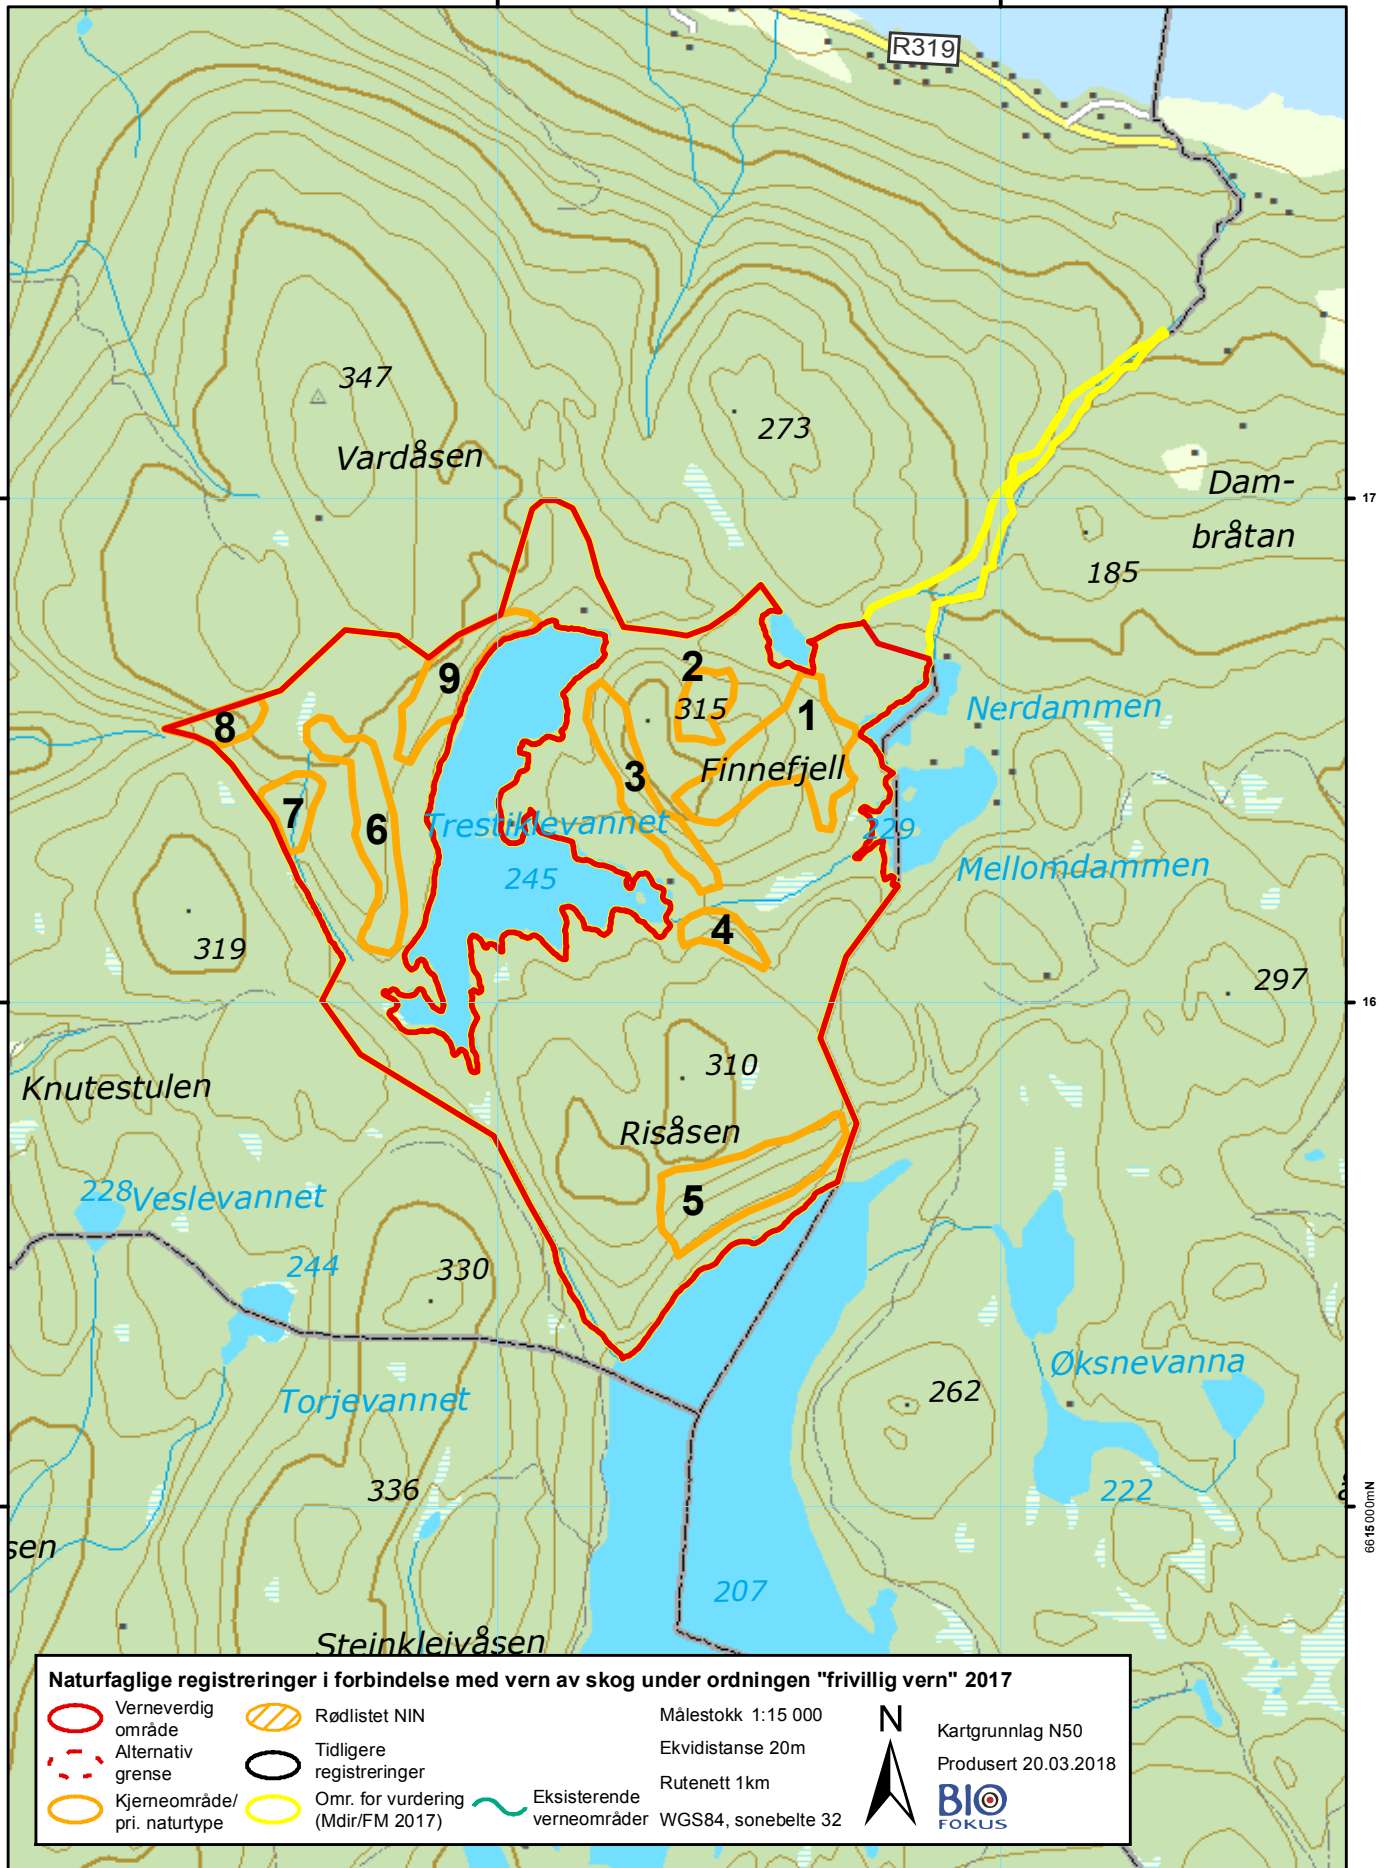 R319
347
Vardåsen
273
Dam-
bråtan
17
185
2
9
315
1
8
Nerdammen
3
Finnefjell
7
6
Trestiklevannet
229
245
Mellomdammen
4
319
297
16
310
Knutestulen
Risåsen
5
228
Veslevannet
244
330
Øksnevanna
262
Torjevannet
336
222
6615000mN
sen
207
Steinkleivåsen
Naturfaglige registreringer i forbindelse med vern av skog under ordningen "frivillig vern" 2017
Verneverdig
område
Alternativ
grense
Kjerneområde/
pri. naturtype
Rødlistet NIN
Tidligere
registreringer
Omr. for vurdering
(Mdir/FM 2017)
Eksisterende
verneområder
Målestokk 1:15 000
Ekvidistanse 20m
Rutenett 1km
WGS84, sonebelte 32
N
Kartgrunnlag N50
Produsert 20.03.2018
BIO
FOKUS